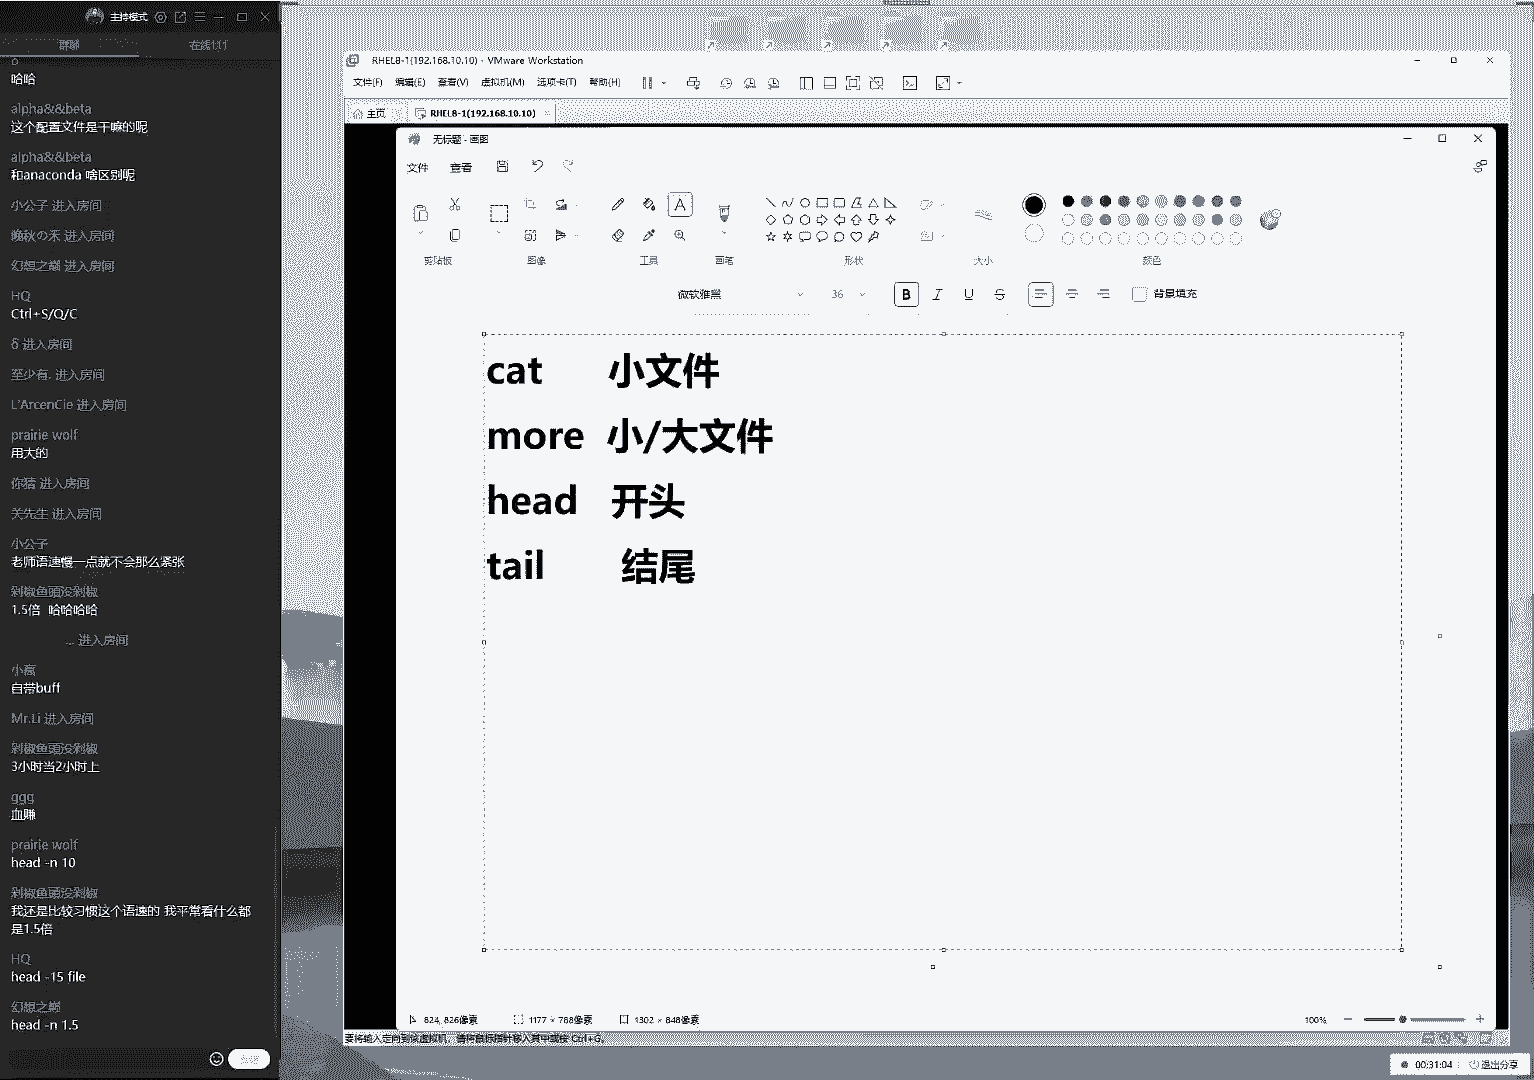 主持模式
群聊
哈哈
alpha&&beta
这个配置文件是干嘛的呢
alpha&&beta
和anaconda 啥区别呢
小公子 进入房间
晚秋の禾 进入房间
幻想之巅 进入房间
HQ
Ctrl+S/Q/C
δ 进入房间
至少有. 进入房间
L'ArcenCie 进入房间
prairie wolf
用大的
你猜 进入房间
关先生 进入房间
小公子
老师语速慢一点就不会那么紧张
剁椒鱼頭没剁椒
1.5倍 哈哈哈哈
... 进入房间
自带buff
Mr.Li 进入房间
剁椒鱼頭没剁椒
3小时当2小时上
ggg
血赚
prairie wolf
head -n 10
剁椒鱼頭没剁椒
我还是比较习惯这个语速的 我平常看什么都
是1.5倍
HQ
head -15 file
幻想之巅
head -n 1.5
RHEL8-1(192.168.10.10) - VMware Workstation
文件(F) 编辑(E) 查看(V) 虚拟机(M) 选项卡(T) 帮助(H)
主页 RHEL8-1(192.168.10.10)
无标题 - 画图
文件 查看
剪贴板 图像 工具 画笔 形状 大小 颜色
微软雅黑 36 B I U S 背景填充
cat 小文件
more 小/大文件
head 开头
tail 结尾
824, 826像素 1177 × 788像素 1302 × 848像素 100%
要将输入定向到该虚拟机，请将鼠标指针移入其中或按 Ctrl+G。
00:31:04 退出分享